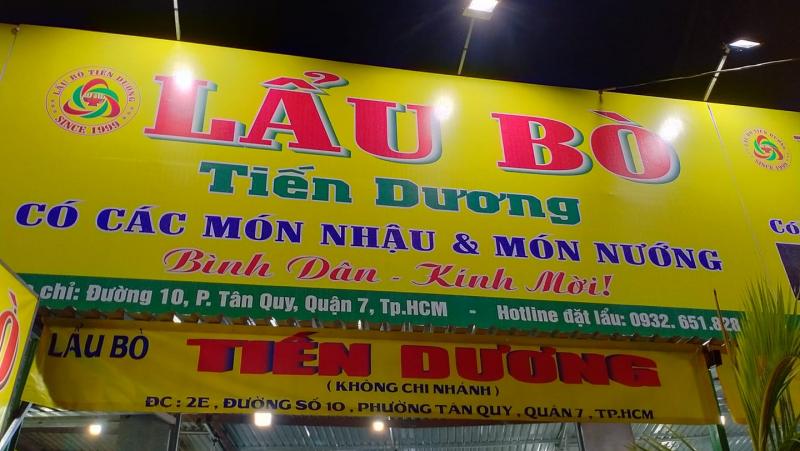 LẨU BÒ TIẾN DƯƠNG
SINCE 1999
LẨU BÒ
Tiến Dương
CÓ CÁC MÓN NHẬU & MÓN NƯỚNG
Bình Dân - Kính Mời!
chỉ: Đường 10, P. Tân Quy, Quận 7, Tp.HCM - Hotline đặt lẩu: 0932. 651.828
LẨU BÒ TIẾN DƯƠNG
(KHÔNG CHI NHÁNH)
ĐC : 2E , ĐƯỜNG SỐ 10 , PHƯỜNG TÂN QUY , QUẬN 7 , TP.HCM